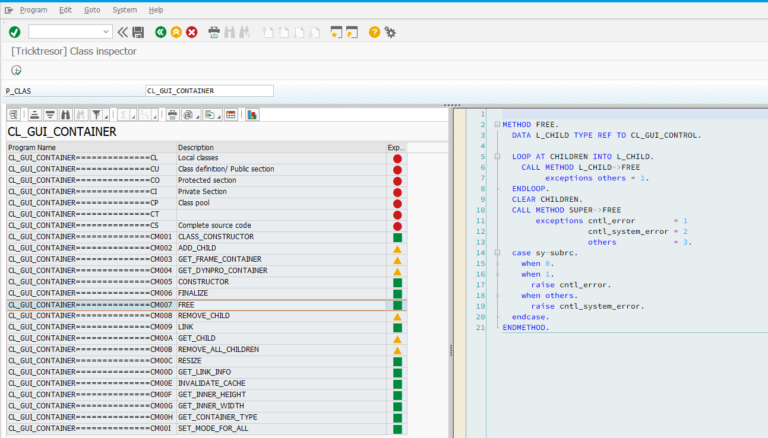 Program Edit Goto System Help
[Tricktresor] Class inspector
P_CLAS CL_GUI_CONTAINER
CL_GUI_CONTAINER
Program Name Description Exp...
CL_GUI_CONTAINER==============CL Local classes
CL_GUI_CONTAINER==============CU Class definition/ Public section
CL_GUI_CONTAINER==============CO Protected section
CL_GUI_CONTAINER==============CI Private Section
CL_GUI_CONTAINER==============CP Class pool
CL_GUI_CONTAINER==============CT
CL_GUI_CONTAINER==============CS Complete source code
CL_GUI_CONTAINER==============CM001 CLASS_CONSTRUCTOR
CL_GUI_CONTAINER==============CM002 ADD_CHILD
CL_GUI_CONTAINER==============CM003 GET_FRAME_CONTAINER
CL_GUI_CONTAINER==============CM004 GET_DYNPRO_CONTAINER
CL_GUI_CONTAINER==============CM005 CONSTRUCTOR
CL_GUI_CONTAINER==============CM006 FINALIZE
CL_GUI_CONTAINER==============CM007 FREE
CL_GUI_CONTAINER==============CM008 REMOVE_CHILD
CL_GUI_CONTAINER==============CM009 LINK
CL_GUI_CONTAINER==============CM00A GET_CHILD
CL_GUI_CONTAINER==============CM00B REMOVE_ALL_CHILDREN
CL_GUI_CONTAINER==============CM00C RESIZE
CL_GUI_CONTAINER==============CM00D GET_LINK_INFO
CL_GUI_CONTAINER==============CM00E INVALIDATE_CACHE
CL_GUI_CONTAINER==============CM00F GET_INNER_HEIGHT
CL_GUI_CONTAINER==============CM00G GET_INNER_WIDTH
CL_GUI_CONTAINER==============CM00H GET_CONTAINER_TYPE
CL_GUI_CONTAINER==============CM00I SET_MODE_FOR_ALL
1
2 METHOD FREE.
3 DATA L_CHILD TYPE REF TO CL_GUI_CONTROL.
4
5 LOOP AT CHILDREN INTO L_CHILD.
6 CALL METHOD L_CHILD->FREE
7 exceptions others = 1.
8 ENDLOOP.
9 CLEAR CHILDREN.
10 CALL METHOD SUPER->FREE
11 exceptions cntl_error = 1
12 cntl_system_error = 2
13 others = 3.
14 case sy-subrc.
15 when 0.
16 when 1.
17 raise cntl_error.
18 when others.
19 raise cntl_system_error.
20 endcase.
21 ENDMETHOD.